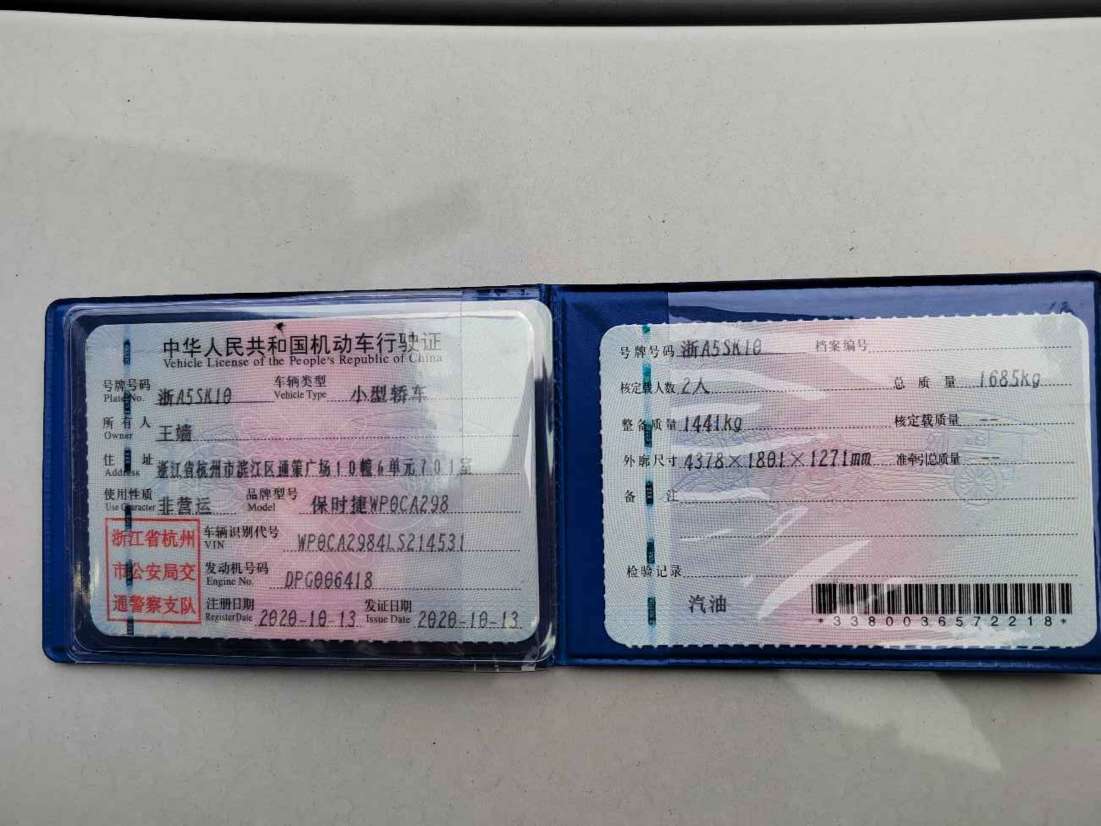 中华人民共和国机动车行驶证
Vehicle License of the People's Republic of China
号牌号码 浙A5SK10 车辆类型 小型轿车
Plate No. Vehicle Type
所有人 王嫱
Owner
住址 浙江省杭州市滨江区通策广场10幢6单元701室
Address
使用性质 非营运 品牌型号 保时捷WP0CA298
Use Character Model
浙江省杭州
市公安局交
通警察支队
车辆识别代号 WP0CA2984LS214531
VIN
发动机号码 DPG006418
Engine No.
注册日期 2020-10-13 发证日期 2020-10-13
Register Date Issue Date
号牌号码 浙A5SK10 档案编号
核定载人数 2人 总质量 1685kg
整备质量 1441kg 核定载质量 --
外廓尺寸 4378×1801×1271mm 准牵引总质量 --
备注
检验记录
汽油
*3380036572218*